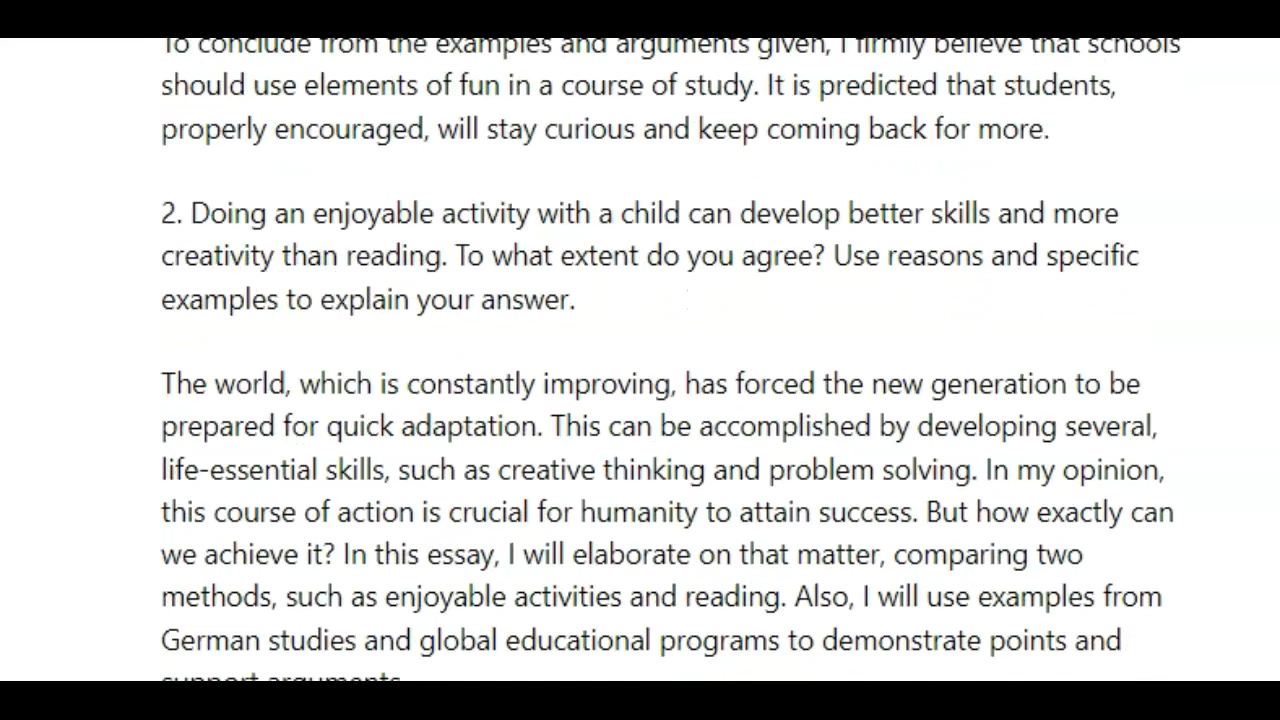 To conclude from the examples and arguments given, I firmly believe that schools
should use elements of fun in a course of study. It is predicted that students,
properly encouraged, will stay curious and keep coming back for more.
2. Doing an enjoyable activity with a child can develop better skills and more
creativity than reading. To what extent do you agree? Use reasons and specific
examples to explain your answer.
The world, which is constantly improving, has forced the new generation to be
prepared for quick adaptation. This can be accomplished by developing several,
life-essential skills, such as creative thinking and problem solving. In my opinion,
this course of action is crucial for humanity to attain success. But how exactly can
we achieve it? In this essay, I will elaborate on that matter, comparing two
methods, such as enjoyable activities and reading. Also, I will use examples from
German studies and global educational programs to demonstrate points and
support arguments.